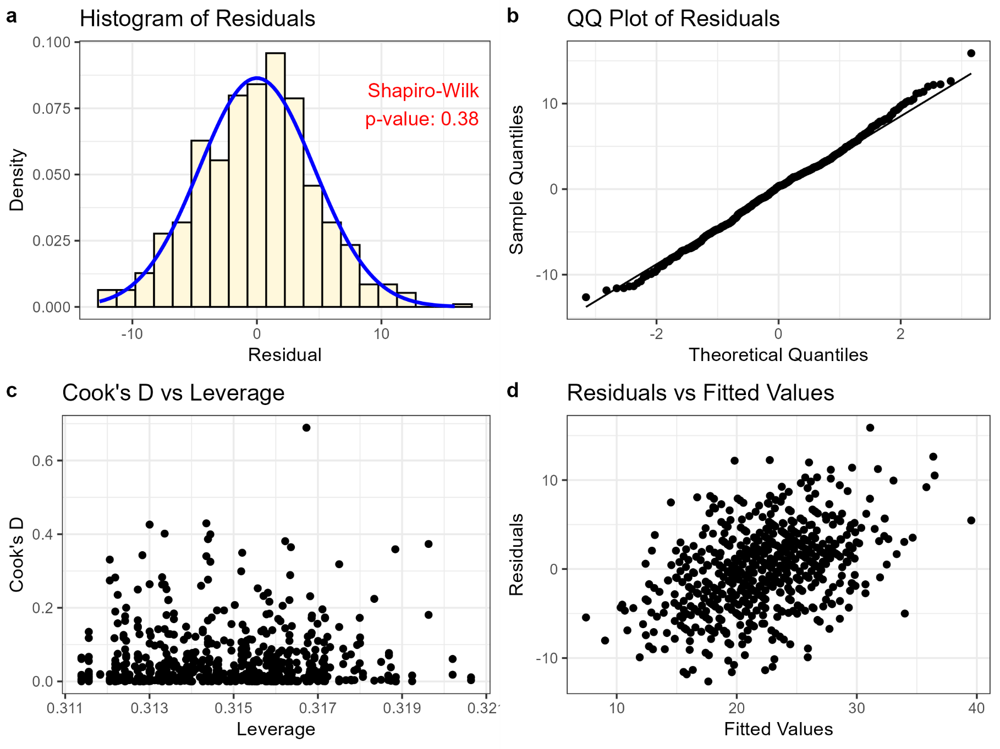 a
Histogram of Residuals
0.100
0.075
0.050
0.025
0.000
Density
Shapiro-Wilk
p-value: 0.38
-10
0
10
Residual
b
QQ Plot of Residuals
10
0
-10
Sample Quantiles
-2
0
2
Theoretical Quantiles
c
Cook's D vs Leverage
0.6
0.4
0.2
0.0
Cook's D
0.311
0.313
0.315
0.317
0.319
Leverage
d
Residuals vs Fitted Values
10
0
-10
Residuals
10
20
30
40
Fitted Values